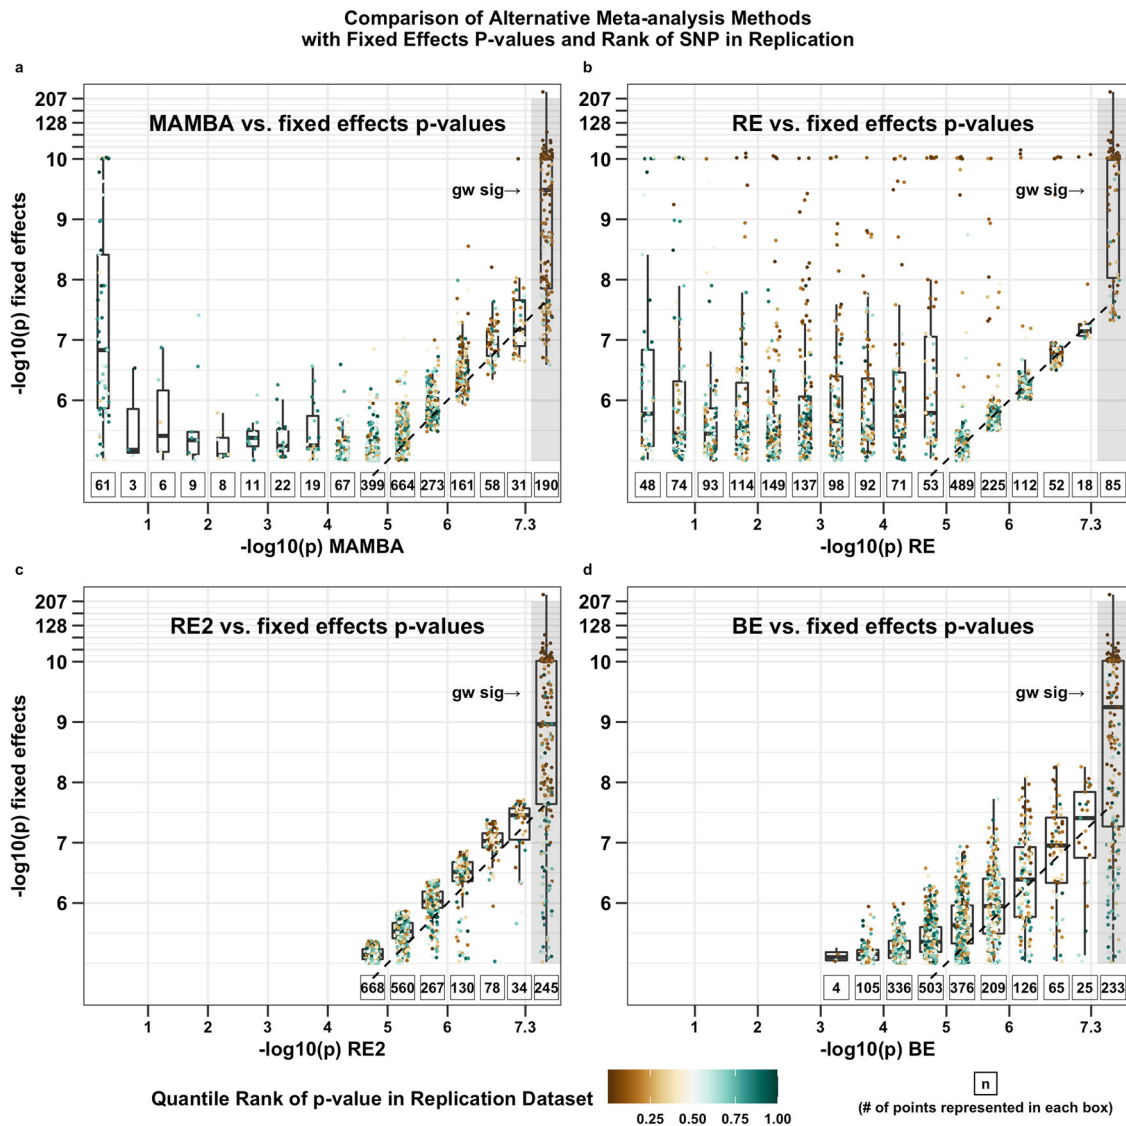 Comparison of Alternative Meta-analysis Methods
with Fixed Effects P-values and Rank of SNP in Replication
a
MAMBA vs. fixed effects p-values
gw sig→
-log10(p) fixed effects
207
128
10
9
8
7
6
61 3 6 9 8 11 22 19 67 399 664 273 161 58 31 190
1 2 3 4 5 6 7.3
-log10(p) MAMBA
b
RE vs. fixed effects p-values
gw sig→
207
128
10
9
8
7
6
48 74 93 114 149 137 98 92 71 53 489 225 112 52 18 85
1 2 3 4 5 6 7.3
-log10(p) RE
c
RE2 vs. fixed effects p-values
gw sig→
-log10(p) fixed effects
207
128
10
9
8
7
6
668 560 267 130 78 34 245
1 2 3 4 5 6 7.3
-log10(p) RE2
d
BE vs. fixed effects p-values
gw sig→
207
128
10
9
8
7
6
4 105 336 503 376 209 126 65 25 233
1 2 3 4 5 6 7.3
-log10(p) BE
Quantile Rank of p-value in Replication Dataset
0.25 0.50 0.75 1.00
n
(# of points represented in each box)